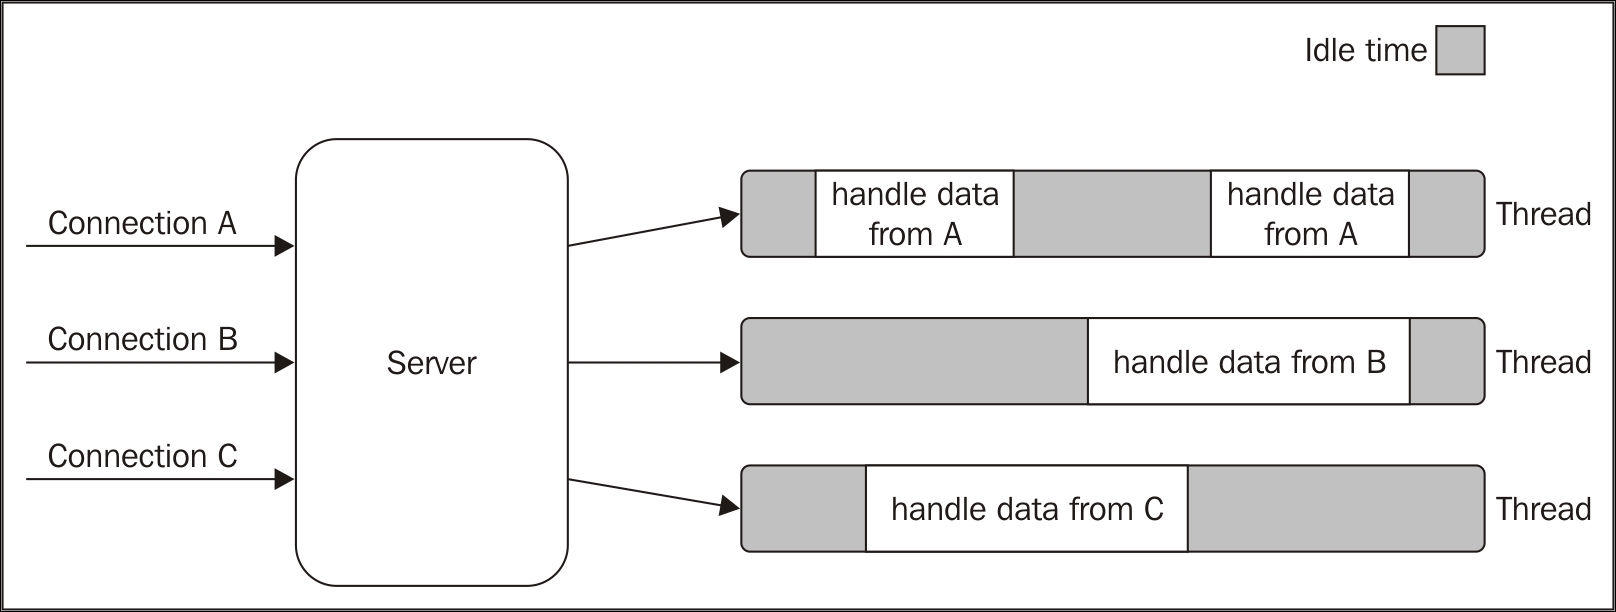 Idle time
Connection A
handle data
from A
handle data
from A
Thread
Connection B
Server
handle data from B
Thread
Connection C
handle data from C
Thread